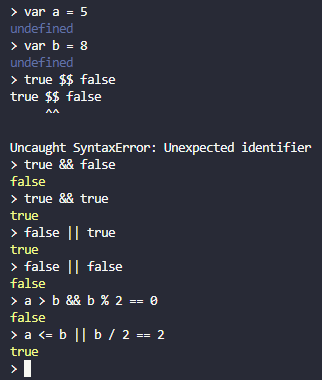 > var a = 5
undefined
> var b = 8
undefined
> true $$ false
true $$ false
     ^^

Uncaught SyntaxError: Unexpected identifier
> true && false
false
> true && true
true
> false || true
true
> false || false
false
> a > b && b % 2 == 0
false
> a <= b || b / 2 == 2
true
>